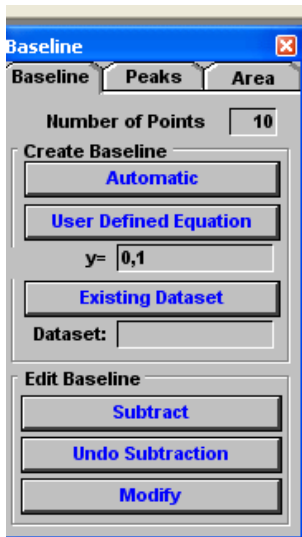 Baseline
Baseline Peaks Area
Number of Points 10
Create Baseline
Automatic
User Defined Equation
y= 0,1
Existing Dataset
Dataset:
Edit Baseline
Subtract
Undo Subtraction
Modify